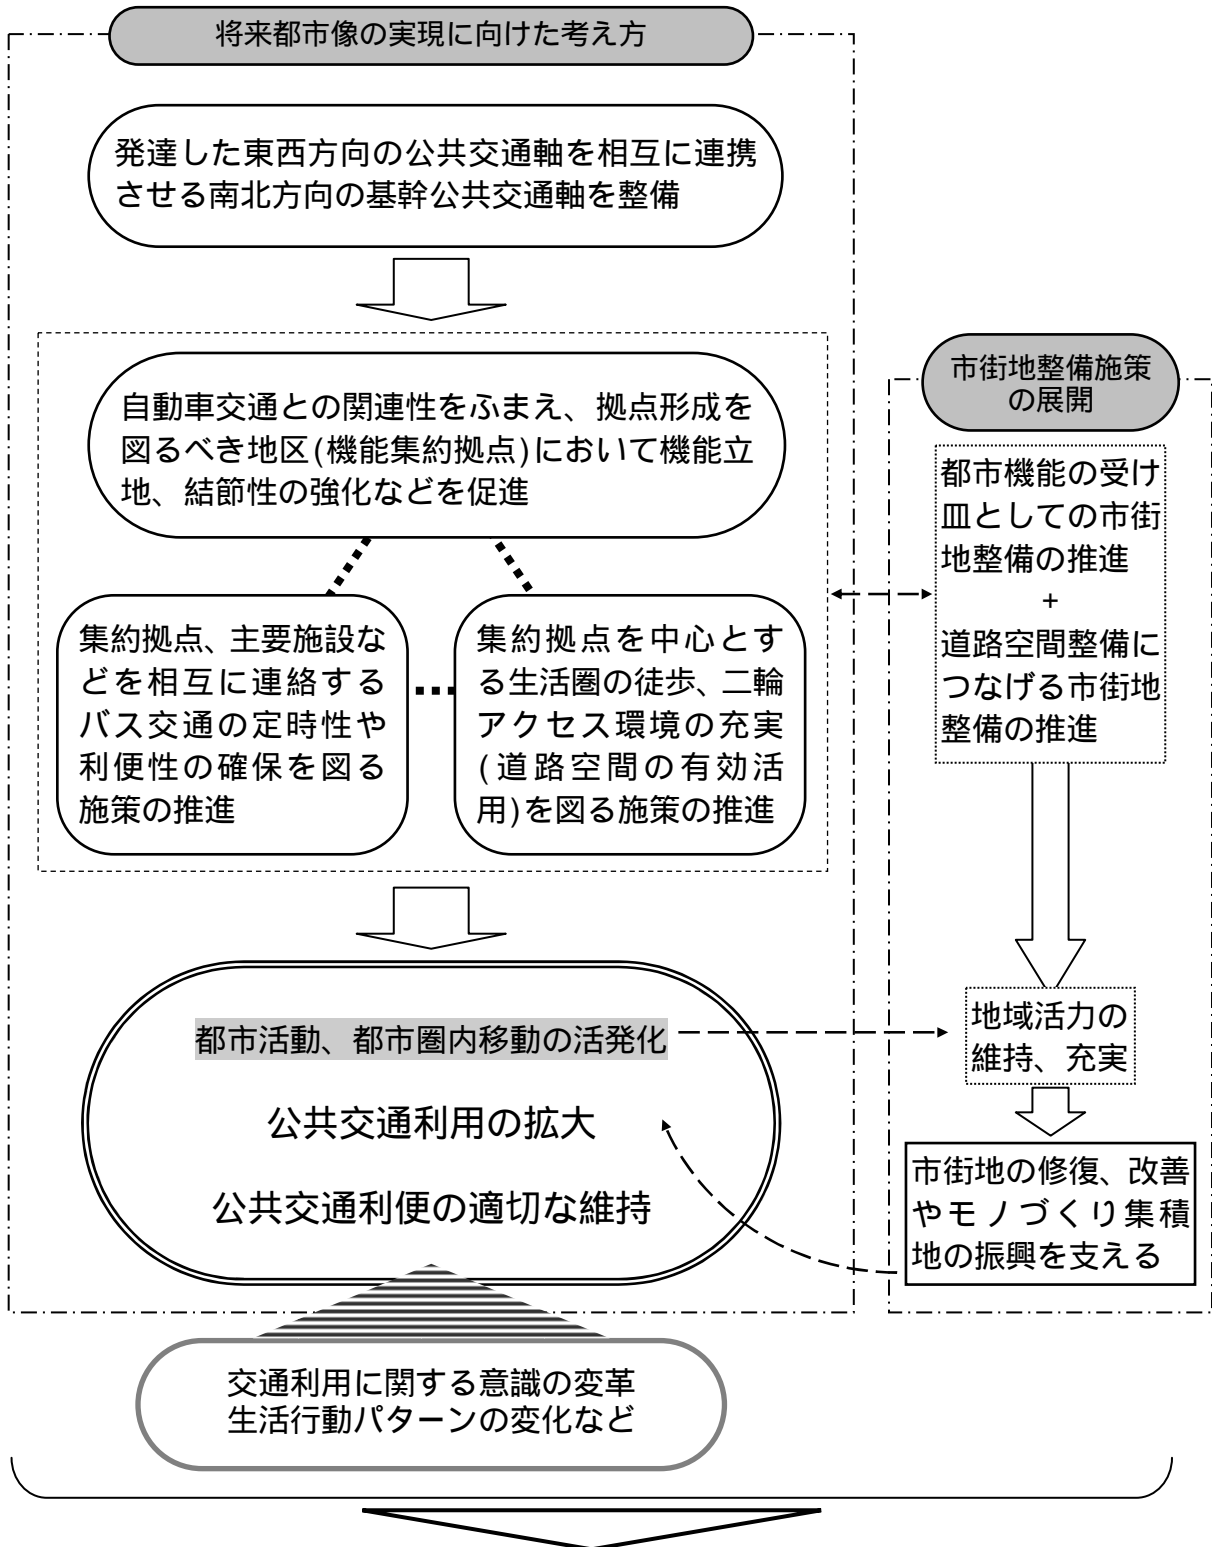 将来都市像の実現に向けた考え方
発達した東西方向の公共交通軸を相互に連携
させる南北方向の基幹公共交通軸を整備
自動車交通との関連性をふまえ、拠点形成を
図るべき地区(機能集約拠点)において機能立
地、結節性の強化などを促進
集約拠点、主要施設な
どを相互に連絡する
バス交通の定時性や
利便性の確保を図る
施策の推進
集約拠点を中心とす
る生活圏の徒歩、二輪
アクセス環境の充実
(道路空間の有効活
用)を図る施策の推進
都市活動、都市圏内移動の活発化
公共交通利用の拡大
公共交通利便の適切な維持
交通利用に関する意識の変革
生活行動パターンの変化など
市街地整備施策
の展開
都市機能の受け
皿としての市街
地整備の推進
+
道路空間整備に
つなげる市街地
整備の推進
地域活力の
維持、充実
市街地の修復、改善
やモノづくり集積
地の振興を支える